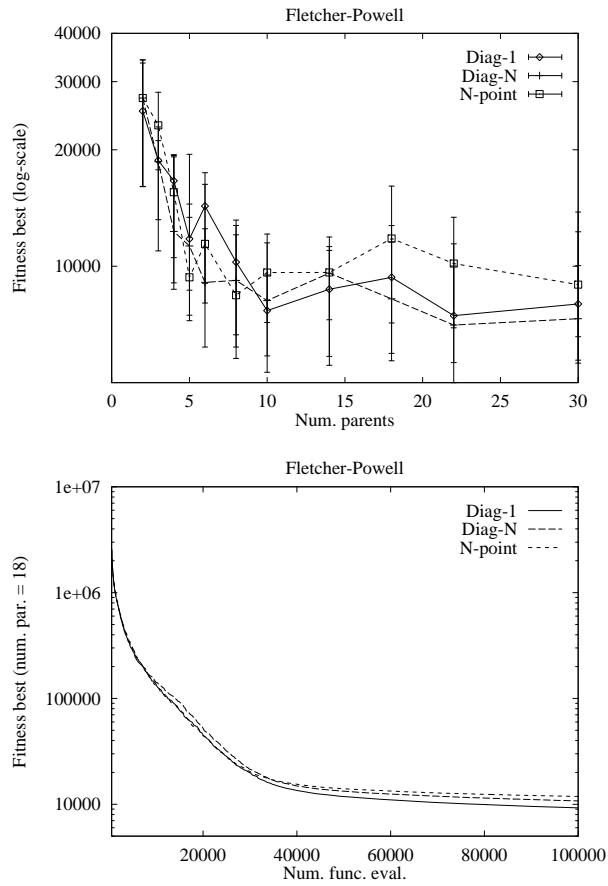 Fletcher-Powell
40000
30000
20000
10000
Fitness best (log-scale)
Diag-1
Diag-N
N-point
0 5 10 15 20 25 30
Num. parents
Fletcher-Powell
1e+07
1e+06
100000
10000
Fitness best (num. par. = 18)
Diag-1
Diag-N
N-point
20000 40000 60000 80000 100000
Num. func. eval.